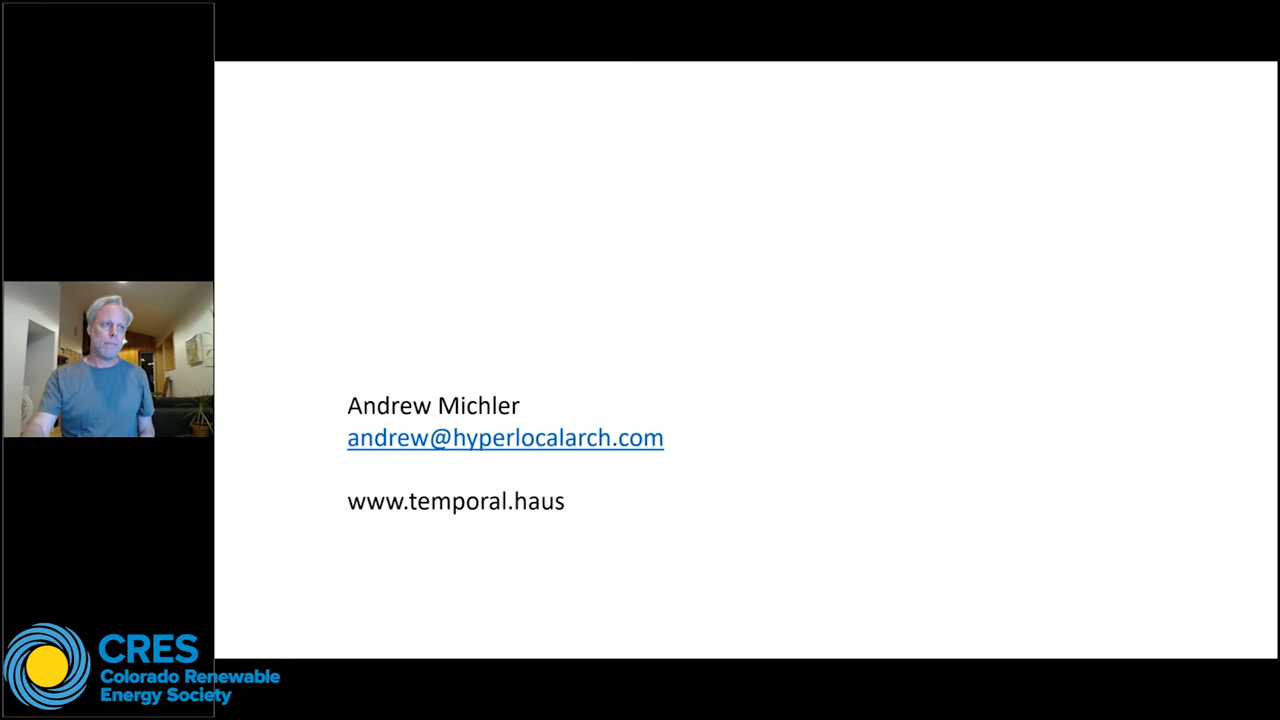 Andrew Michler
andrew@hyperlocalarch.com
www.temporal.haus
CRES
Colorado Renewable
Energy Society